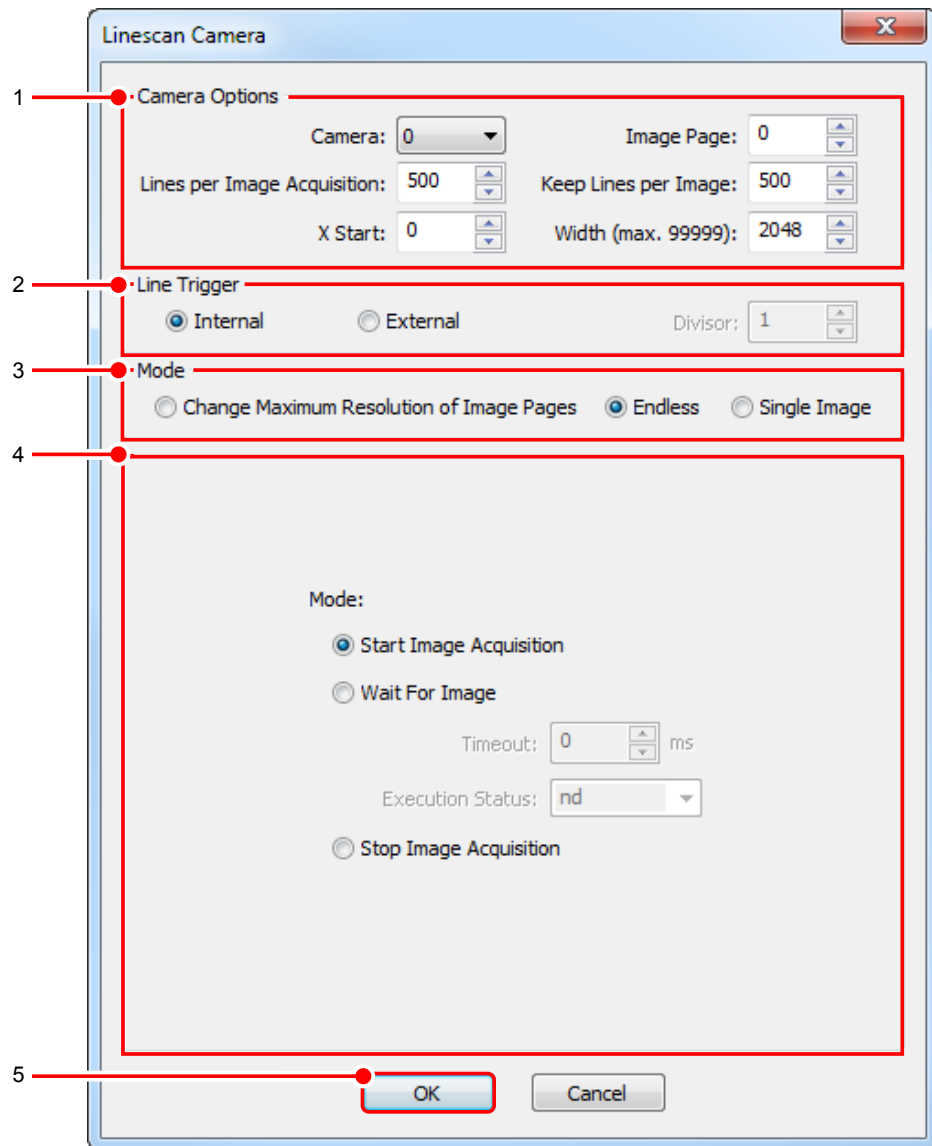 Linescan Camera
1
Camera Options
Camera: 0 Image Page: 0
Lines per Image Acquisition: 500 Keep Lines per Image: 500
X Start: 0 Width (max. 99999): 2048
2
Line Trigger
Internal External Divisor: 1
3
Mode
Change Maximum Resolution of Image Pages Endless Single Image
4
Mode:
Start Image Acquisition
Wait For Image
Timeout: 0 ms
Execution Status: nd
Stop Image Acquisition
5
OK Cancel